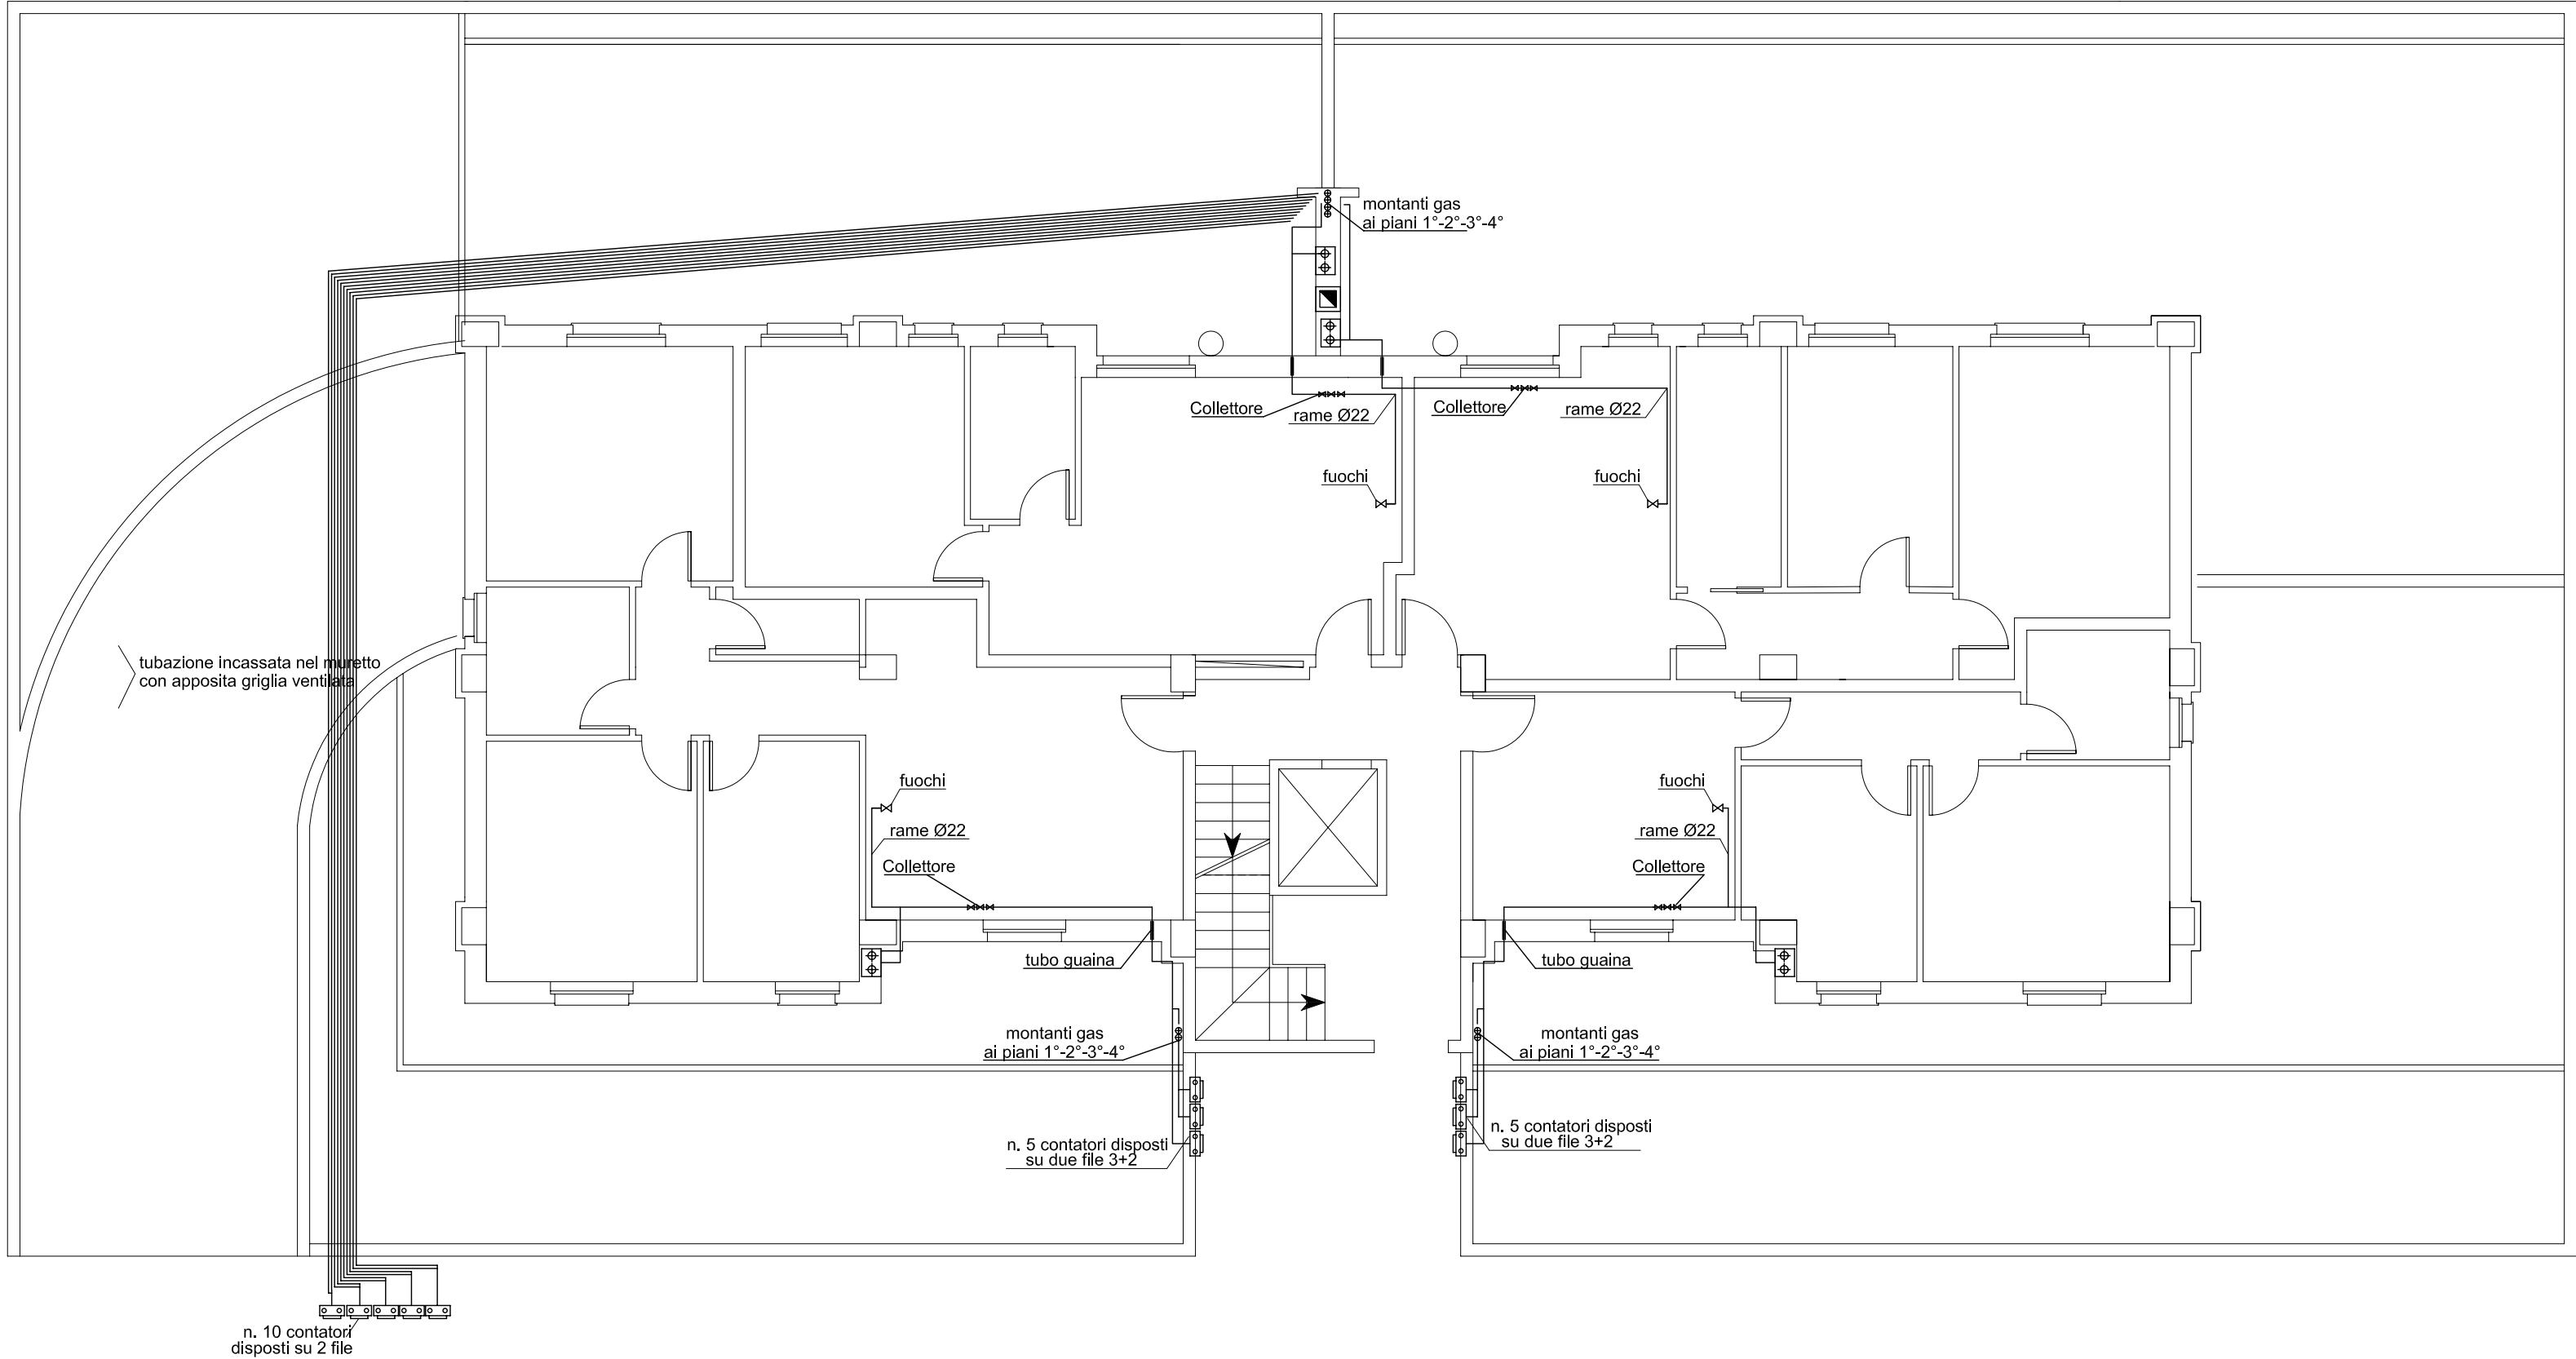 montanti gas
ai piani 1°-2°-3°-4°
Collettore
rame Ø22
Collettore
rame Ø22
fuochi
fuochi
tubazione incassata nel muretto
con apposita griglia ventilata
fuochi
rame Ø22
Collettore
fuochi
rame Ø22
Collettore
tubo guaina
tubo guaina
montanti gas
ai piani 1°-2°-3°-4°
montanti gas
ai piani 1°-2°-3°-4°
n. 5 contatori disposti
su due file 3+2
n. 5 contatori disposti
su due file 3+2
n. 10 contatori
disposti su 2 file